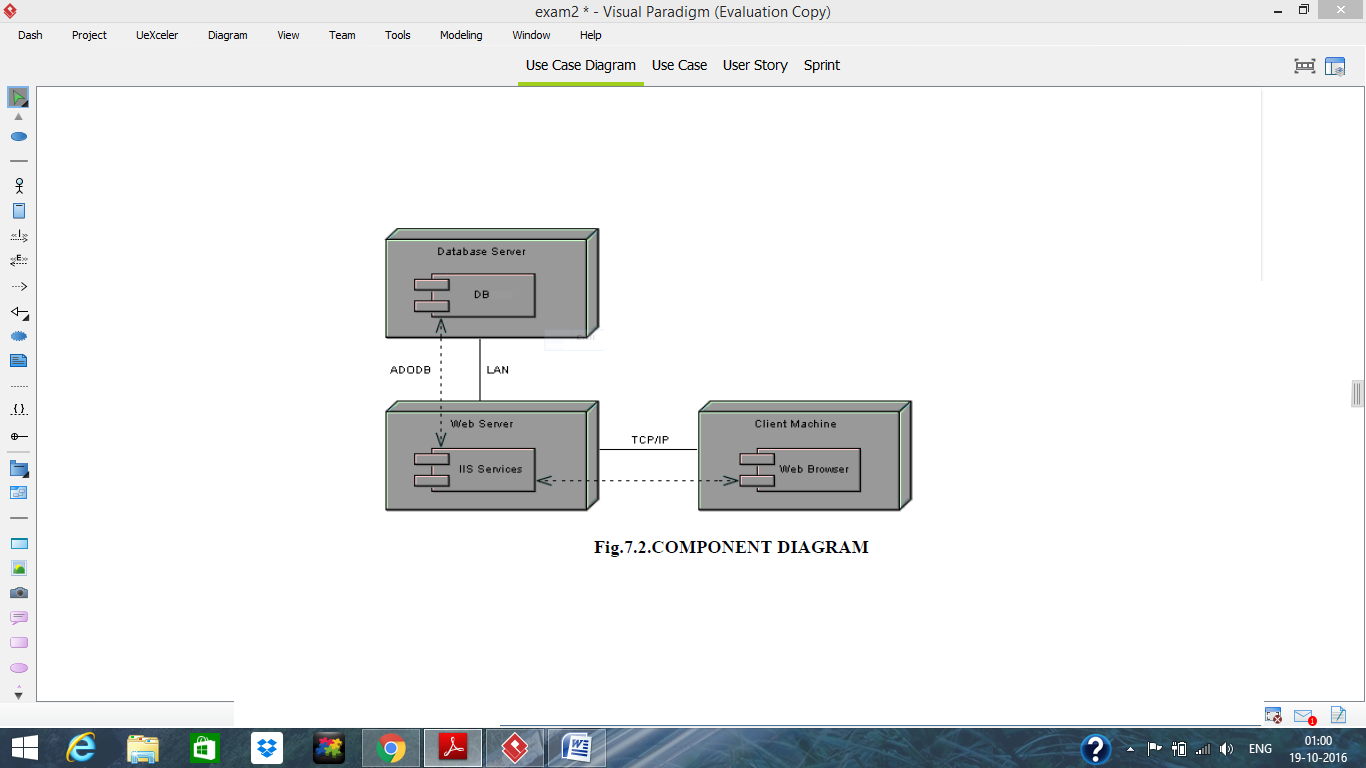 exam2 * - Visual Paradigm (Evaluation Copy)
Dash Project UeXceler Diagram View Team Tools Modeling Window Help
Use Case Diagram Use Case User Story Sprint
Database Server
DB
ADODB LAN
Web Server Client Machine
TCP/IP
IIS Services Web Browser
Fig.7.2.COMPONENT DIAGRAM
ENG
01:00
19-10-2016